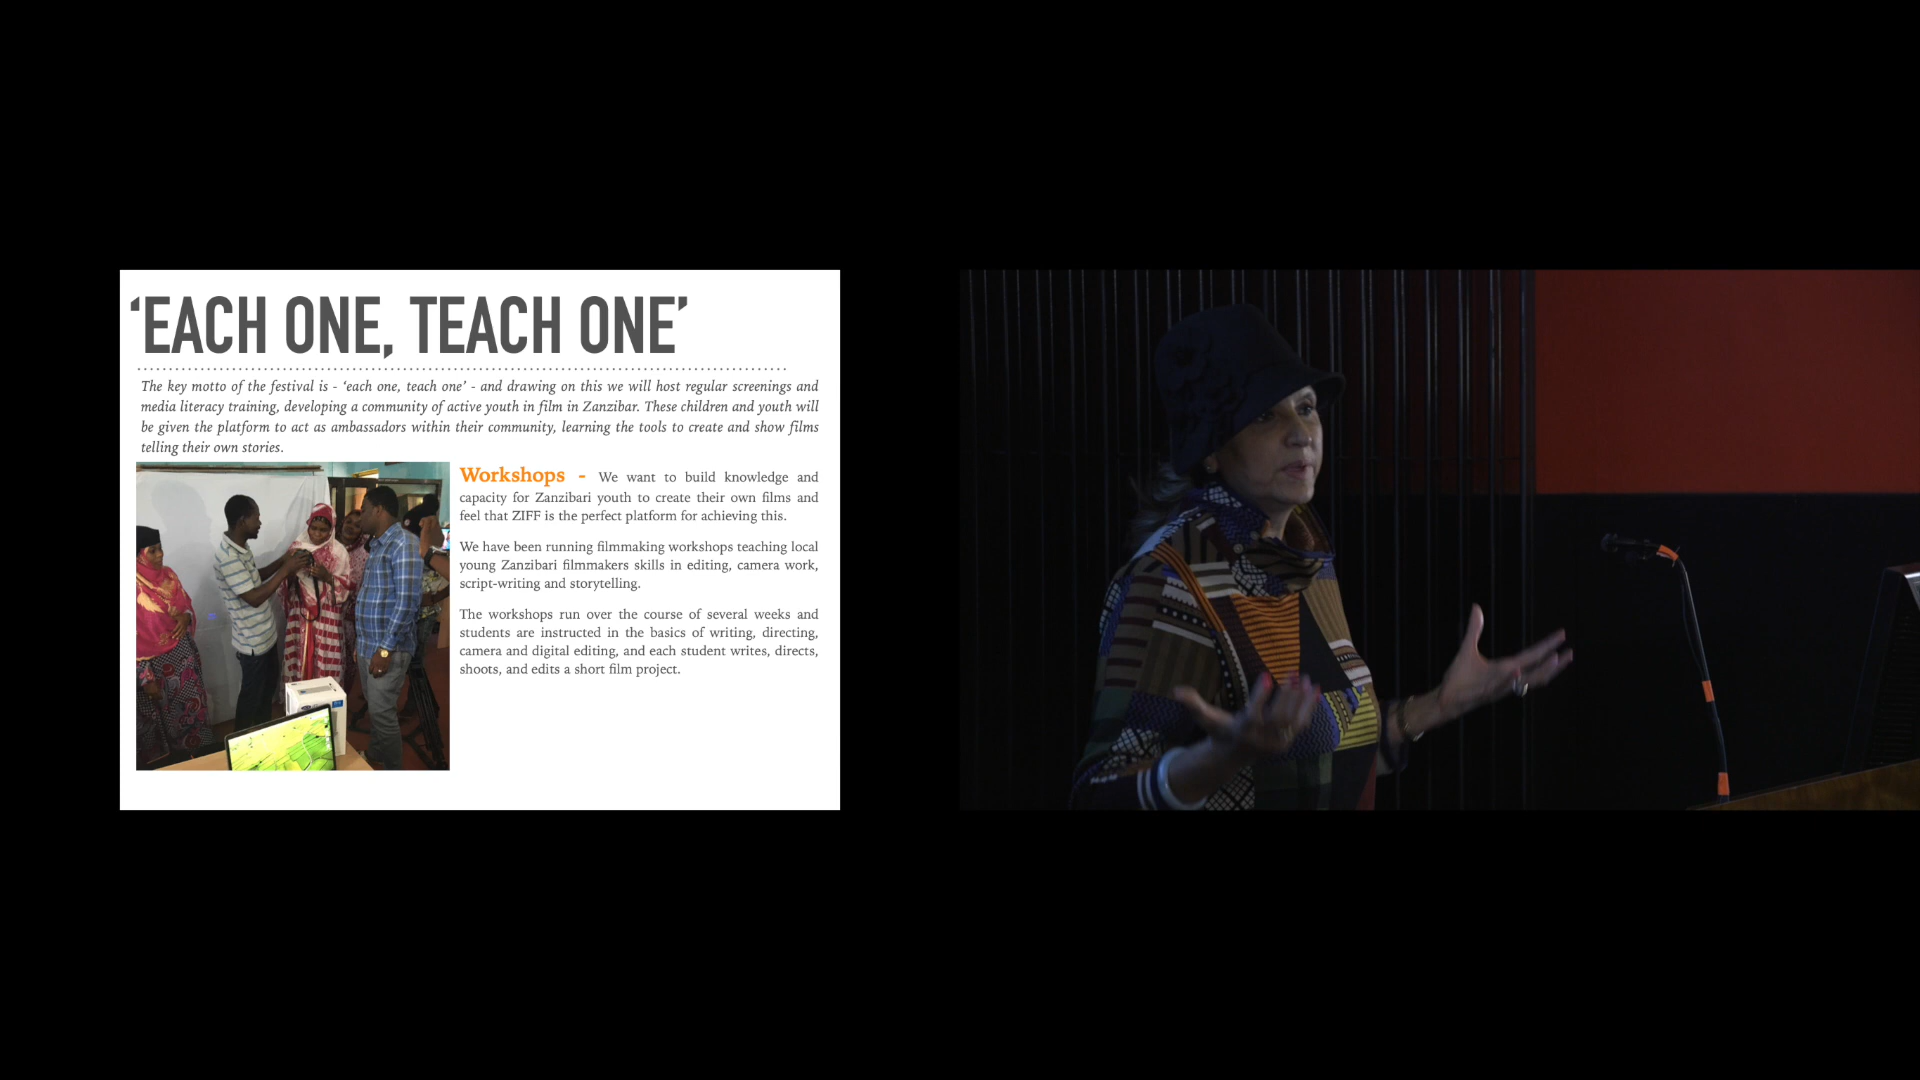 ‘EACH ONE, TEACH ONE’
The key motto of the festival is - ‘each one, teach one’ - and drawing on this we will host regular screenings and
media literacy training, developing a community of active youth in film in Zanzibar. These children and youth will
be given the platform to act as ambassadors within their community, learning the tools to create and show films
telling their own stories.
Workshops - We want to build knowledge and
capacity for Zanzibari youth to create their own films and
feel that ZIFF is the perfect platform for achieving this.
We have been running filmmaking workshops teaching local
young Zanzibari filmmakers skills in editing, camera work,
script-writing and storytelling.
The workshops run over the course of several weeks and
students are instructed in the basics of writing, directing,
camera and digital editing, and each student writes, directs,
shoots, and edits a short film project.